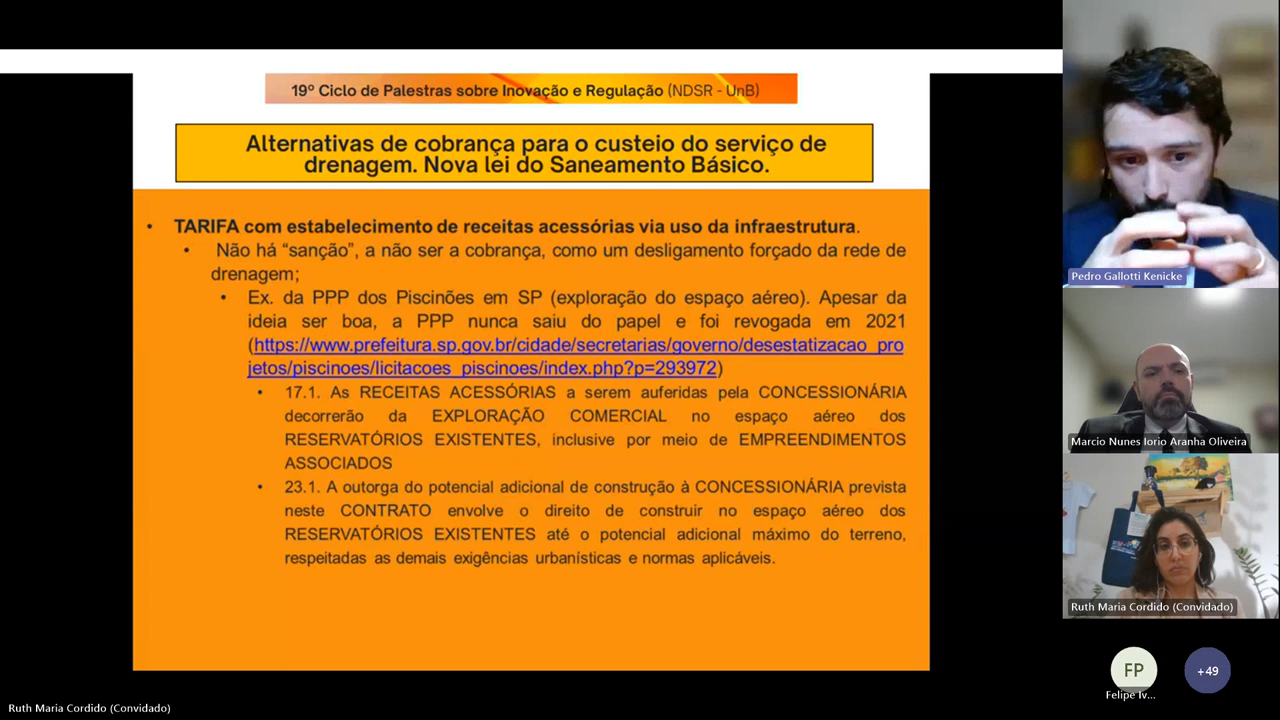 19º Ciclo de Palestras sobre Inovação e Regulação (NDSR - UnB)
Alternativas de cobrança para o custeio do serviço de
drenagem. Nova lei do Saneamento Básico.
• TARIFA com estabelecimento de receitas acessórias via uso da infraestrutura.
• Não há “sanção”, a não ser a cobrança, como um desligamento forçado da rede de
drenagem;
• Ex. da PPP dos Piscinões em SP (exploração do espaço aéreo). Apesar da
ideia ser boa, a PPP nunca saiu do papel e foi revogada em 2021
(https://www.prefeitura.sp.gov.br/cidade/secretarias/governo/desestatizacao_pro
jetos/piscinoes/licitacoes_piscinoes/index.php?p=293972)
• 17.1. As RECEITAS ACESSÓRIAS a serem auferidas pela CONCESSIONÁRIA
decorrerão da EXPLORAÇÃO COMERCIAL no espaço aéreo dos
RESERVATÓRIOS EXISTENTES, inclusive por meio de EMPREENDIMENTOS
ASSOCIADOS
• 23.1. A outorga do potencial adicional de construção à CONCESSIONÁRIA prevista
neste CONTRATO envolve o direito de construir no espaço aéreo dos
RESERVATÓRIOS EXISTENTES até o potencial adicional máximo do terreno,
respeitadas as demais exigências urbanísticas e normas aplicáveis.
Pedro Gallotti Kenicke
Marcio Nunes Iorio Aranha Oliveira
Ruth Maria Cordido (Convidado)
FP
+49
Felipe Iv...
Ruth Maria Cordido (Convidado)